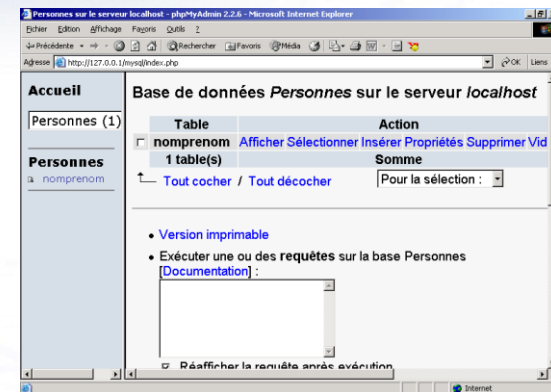 Personnes sur le serveur localhost - phpMyAdmin 2.2.6 - Microsoft Internet Explorer
Fichier Edition Affichage Favoris Outils ?
Précédente Rechercher Favoris Média
Adresse http://127.0.0.1/mysql/index.php OK Liens
Accueil
Personnes (1)
Personnes
nomprenom
Base de données Personnes sur le serveur localhost
Table Action
nomprenom Afficher Sélectionner Insérer Propriétés Supprimer Vid
1 table(s) Somme
Tout cocher / Tout décocher Pour la sélection :
Version imprimable
Exécuter une ou des requêtes sur la base Personnes
[Documentation] :
Réafficher la requête après exécution
Internet